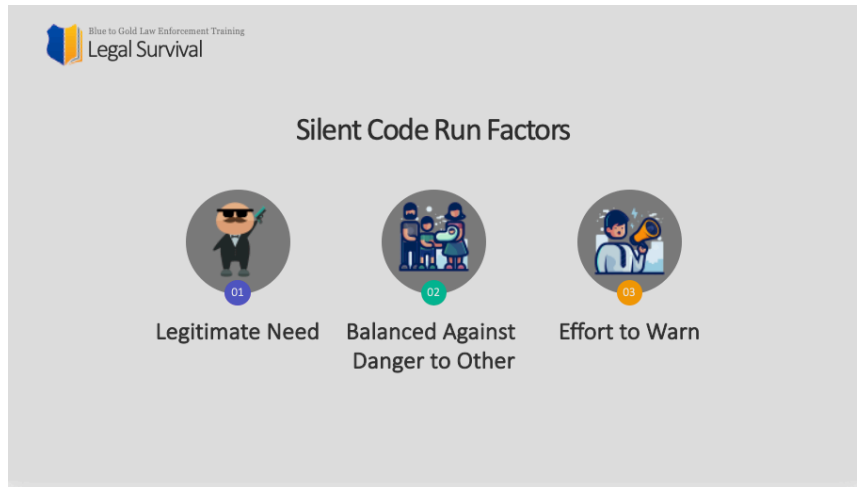 Blue to Gold Law Enforcement Training
Legal Survival
Silent Code Run Factors
01
02
03
Legitimate Need
Balanced Against
Danger to Other
Effort to Warn